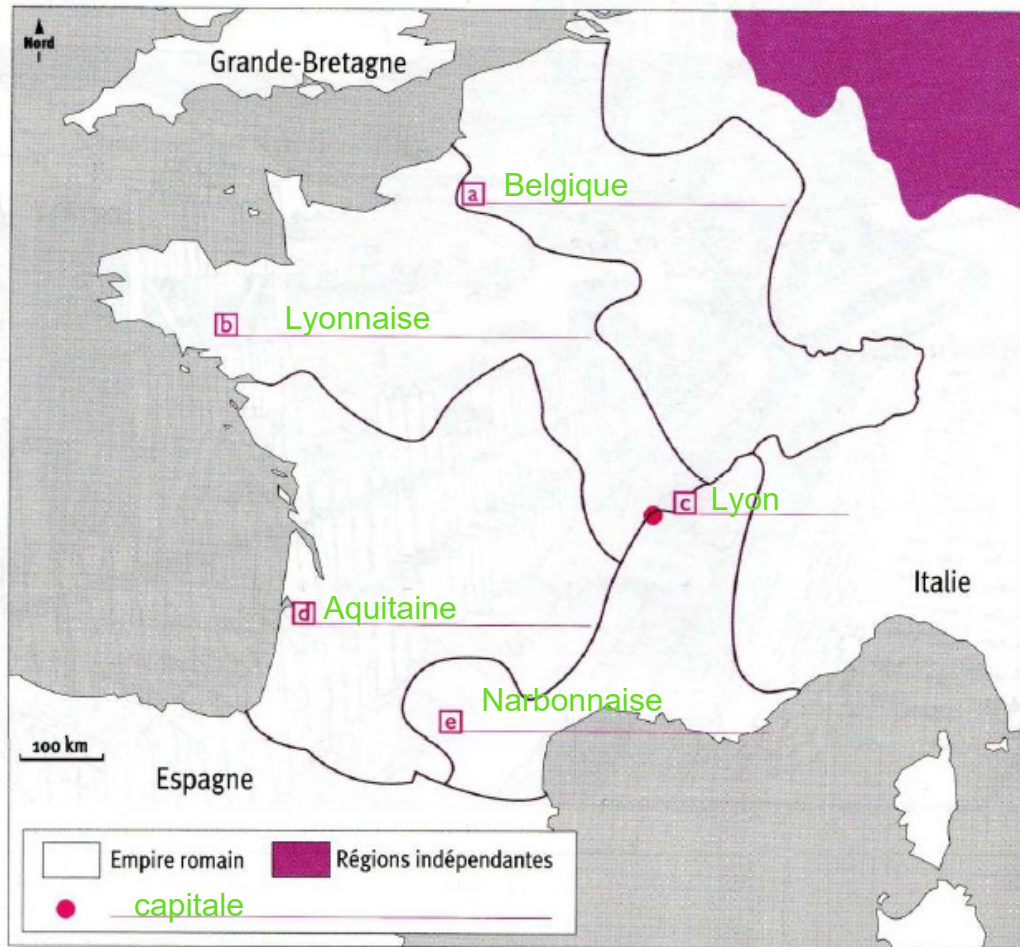 Nord
Grande-Bretagne
a Belgique
b Lyonnaise
c Lyon
Italie
d Aquitaine
Narbonnaise
e
100 km
Espagne
Empire romain
Régions indépendantes
capitale